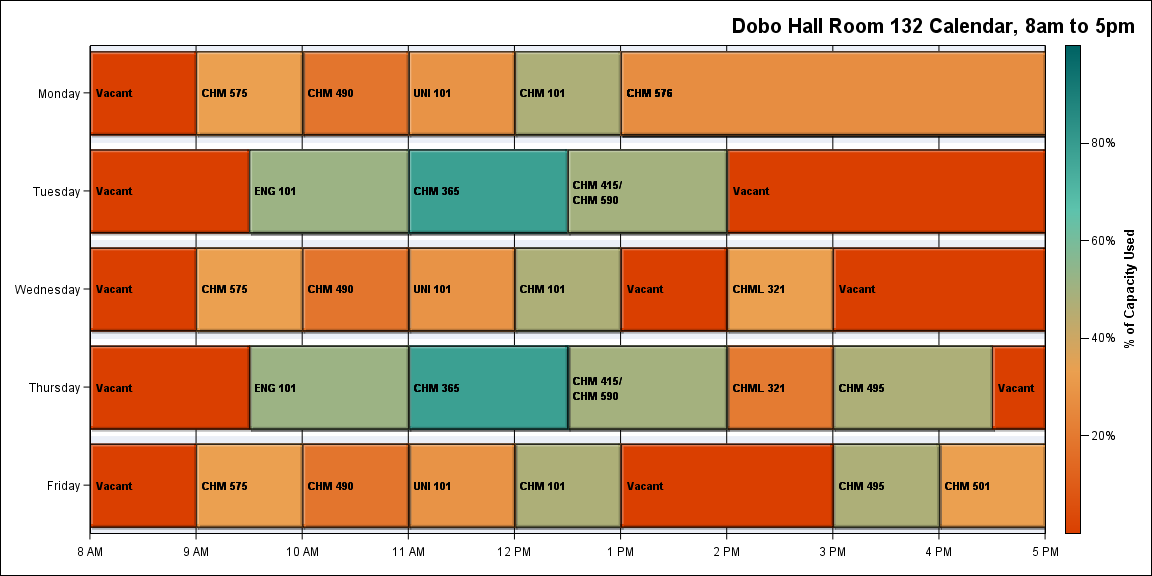 Dobo Hall Room 132 Calendar, 8am to 5pm
Monday
Vacant
CHM 575
CHM 490
UNI 101
CHM 101
CHM 576
Tuesday
Vacant
ENG 101
CHM 365
CHM 415/
CHM 590
Vacant
Wednesday
Vacant
CHM 575
CHM 490
UNI 101
CHM 101
Vacant
CHML 321
Vacant
Thursday
Vacant
ENG 101
CHM 365
CHM 415/
CHM 590
CHML 321
CHM 495
Vacant
Friday
Vacant
CHM 575
CHM 490
UNI 101
CHM 101
Vacant
CHM 495
CHM 501
8 AM
9 AM
10 AM
11 AM
12 PM
1 PM
2 PM
3 PM
4 PM
5 PM
80%
60%
40%
20%
% of Capacity Used